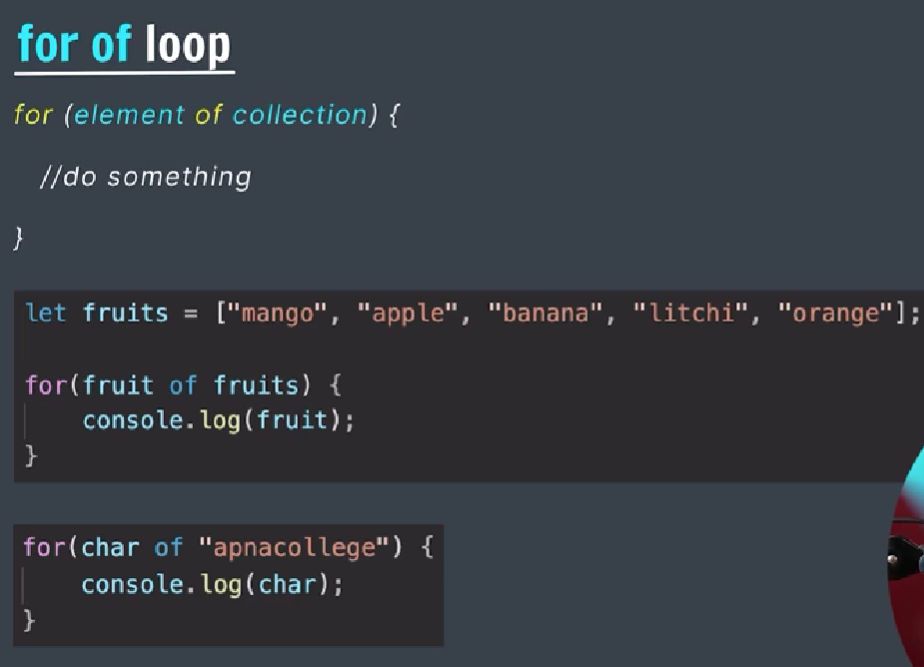 for of loop
for (element of collection) {
//do something
}
let fruits = ["mango", "apple", "banana", "litchi", "orange"];
for(fruit of fruits) {
console.log(fruit);
}
for(char of "apnacollege") {
console.log(char);
}